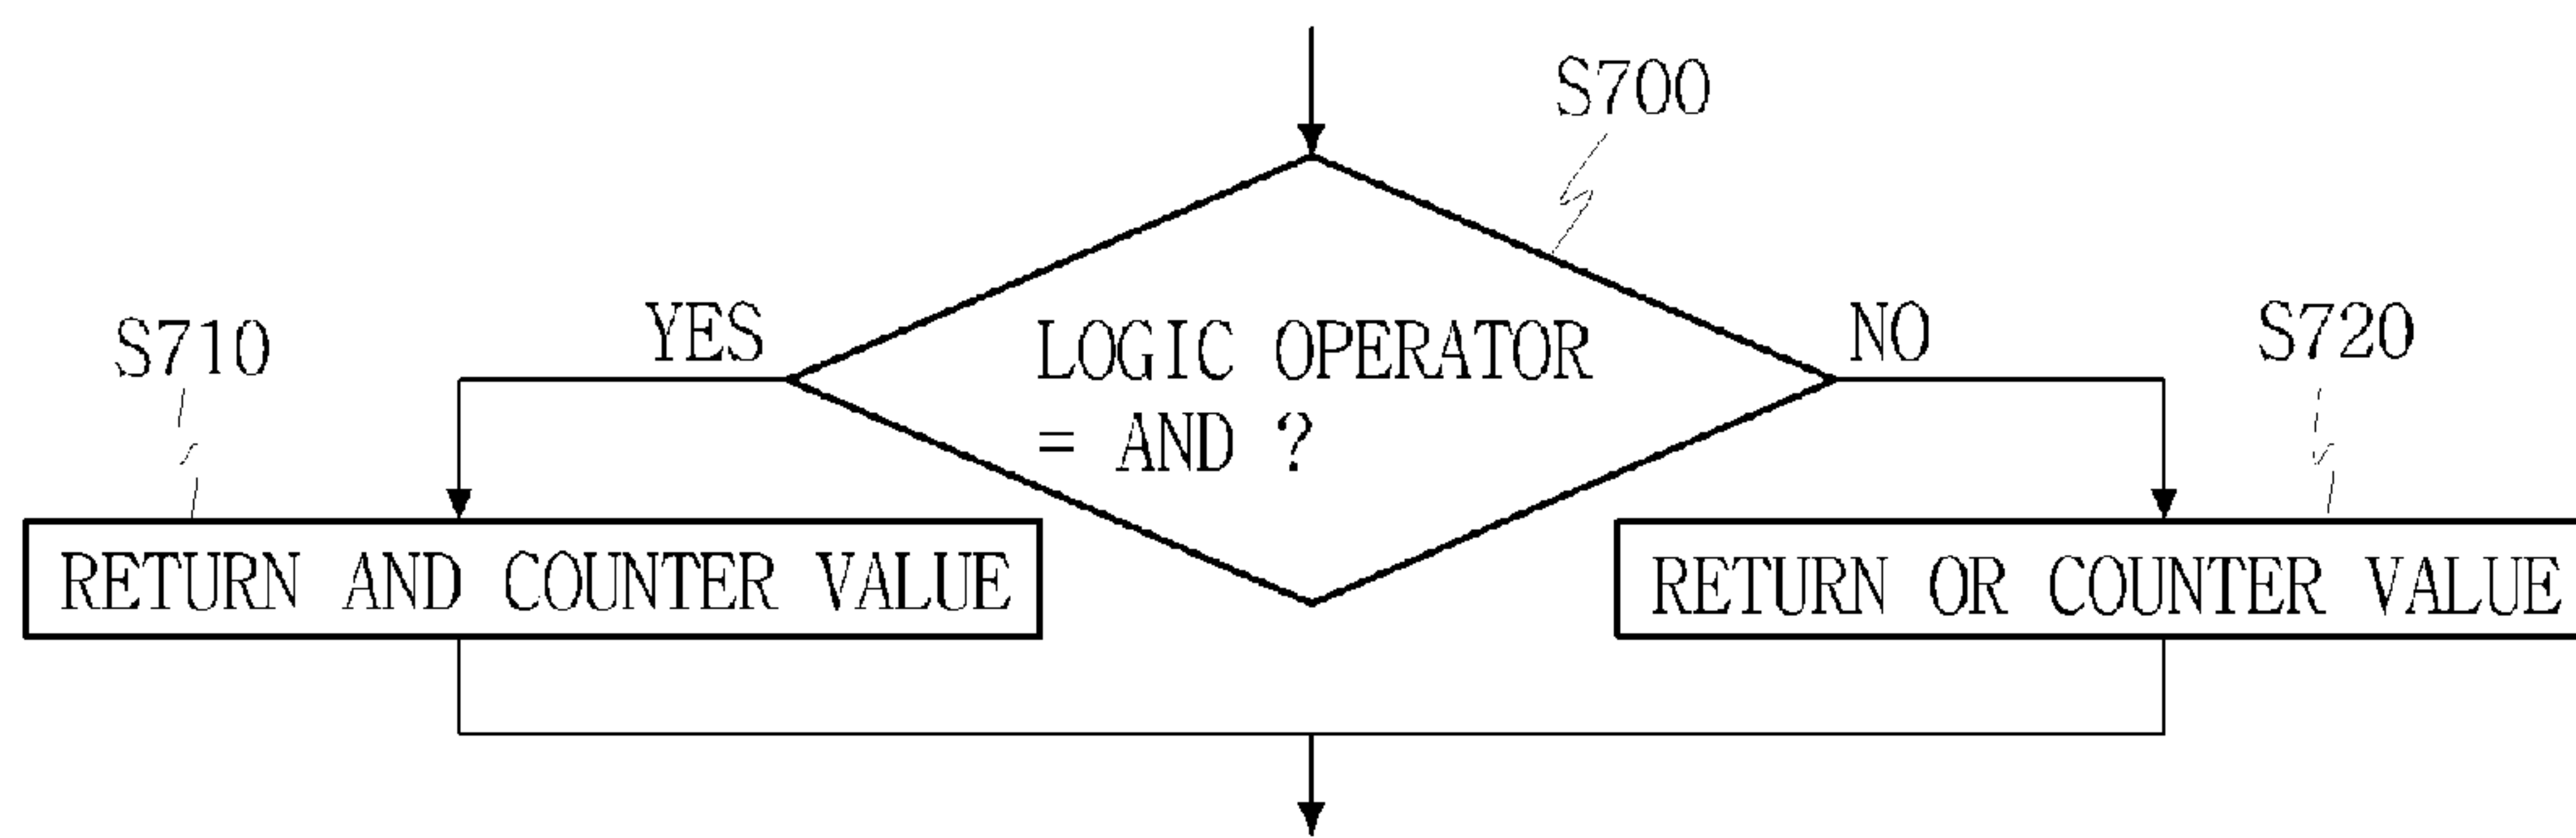 S700
S710
YES
LOGIC OPERATOR
= AND ?
NO
S720
RETURN AND COUNTER VALUE
RETURN OR COUNTER VALUE